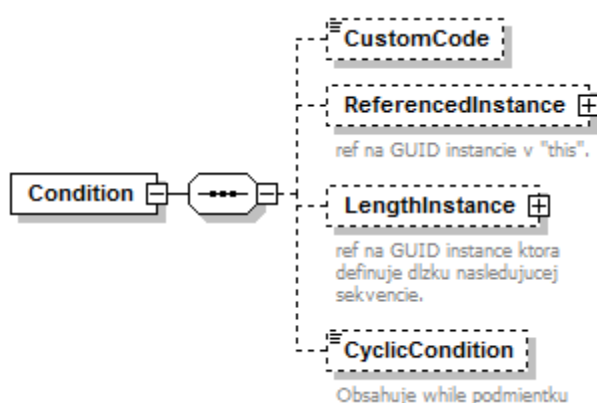 CustomCode
ReferencedInstance
ref na GUID instancie v "this".
Condition
LengthInstance
ref na GUID instance ktora
definuje dlzku nasledujucej
sekvencie.
CyclicCondition
Obsahuje while podmientku